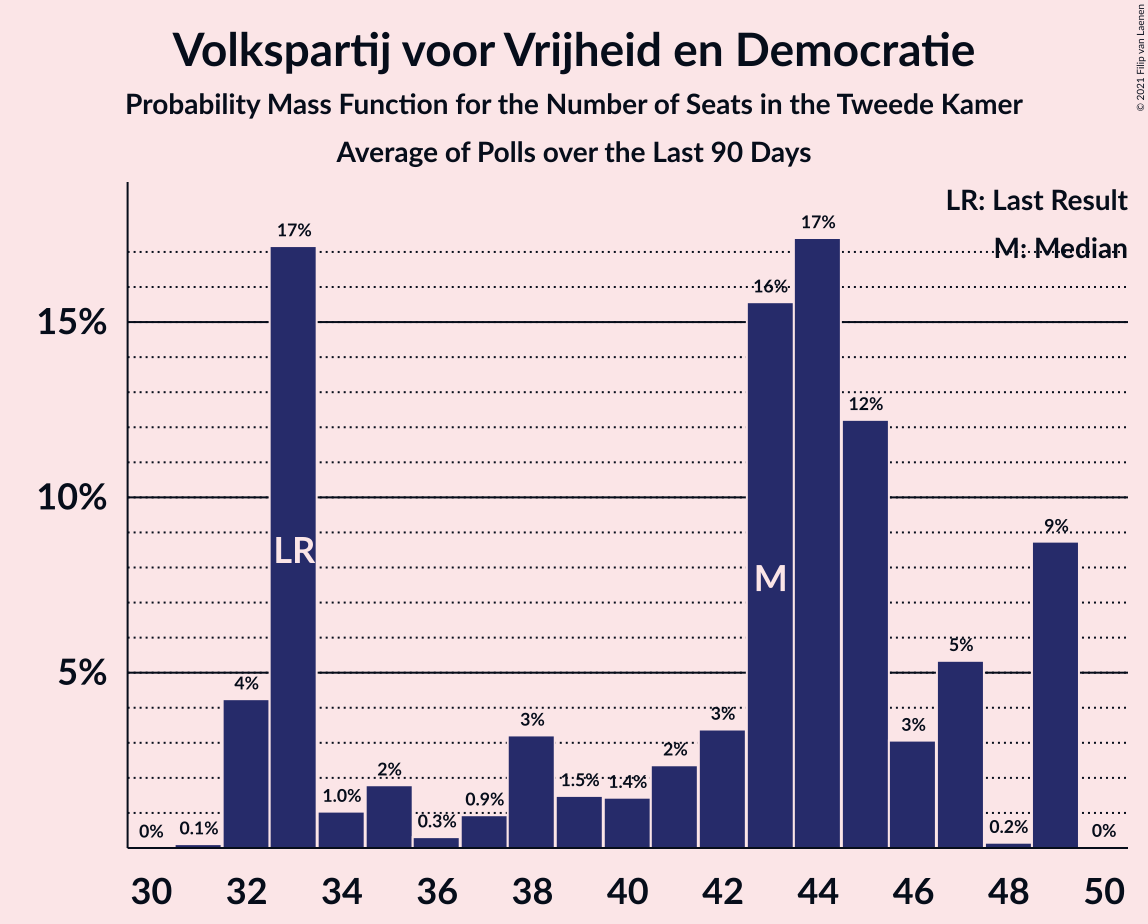 Volkspartij voor Vrijheid en Democratie
Probability Mass Function for the Number of Seats in the Tweede Kamer
Average of Polls over the Last 90 Days
© 2021 Filip van Laenen
LR: Last Result
M: Median
15%
10%
5%
0%
0.1%
4%
17%
1.0%
2%
0.3%
0.9%
3%
1.5%
1.4%
2%
3%
16%
17%
12%
3%
5%
0.2%
9%
0%
LR
M
30 32 34 36 38 40 42 44 46 48 50